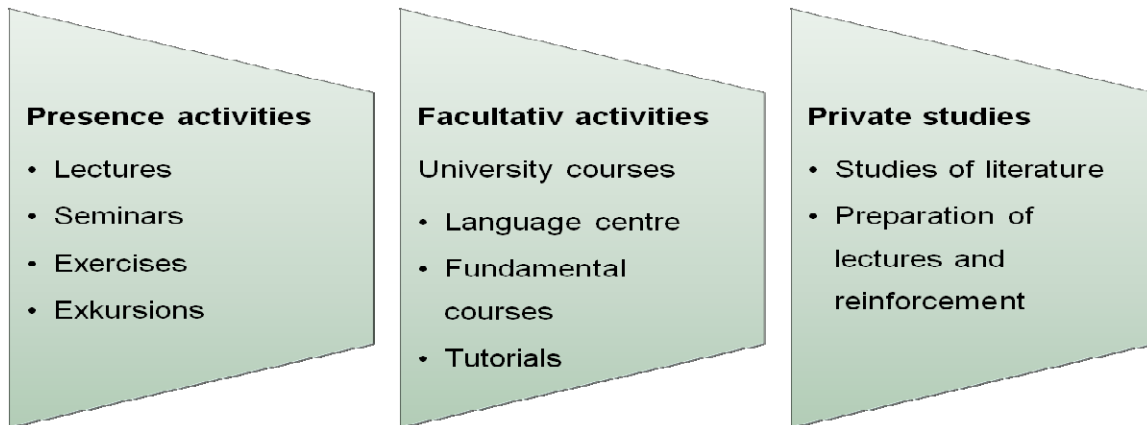 Presence activities
• Lectures
• Seminars
• Exercises
• Exkursions
Facultativ activities
University courses
• Language centre
• Fundamental
courses
• Tutorials
Private studies
• Studies of literature
• Preparation of
lectures and
reinforcement